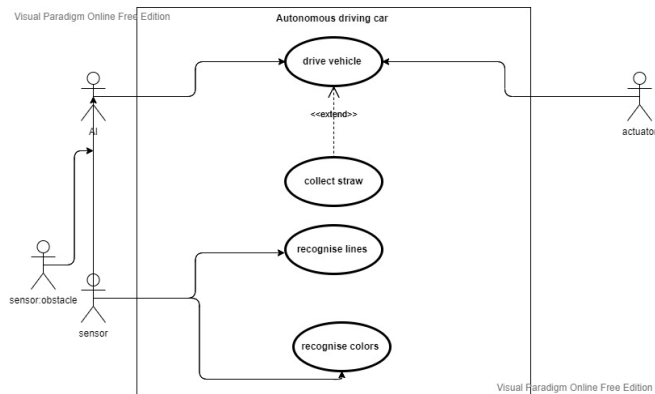 Visual Paradigm Online Free Edition
Autonomous driving car
drive vehicle
AI
<<extend>>
actuator
collect straw
recognise lines
sensor:obstacle
sensor
recognise colors
Visual Paradigm Online Free Edition